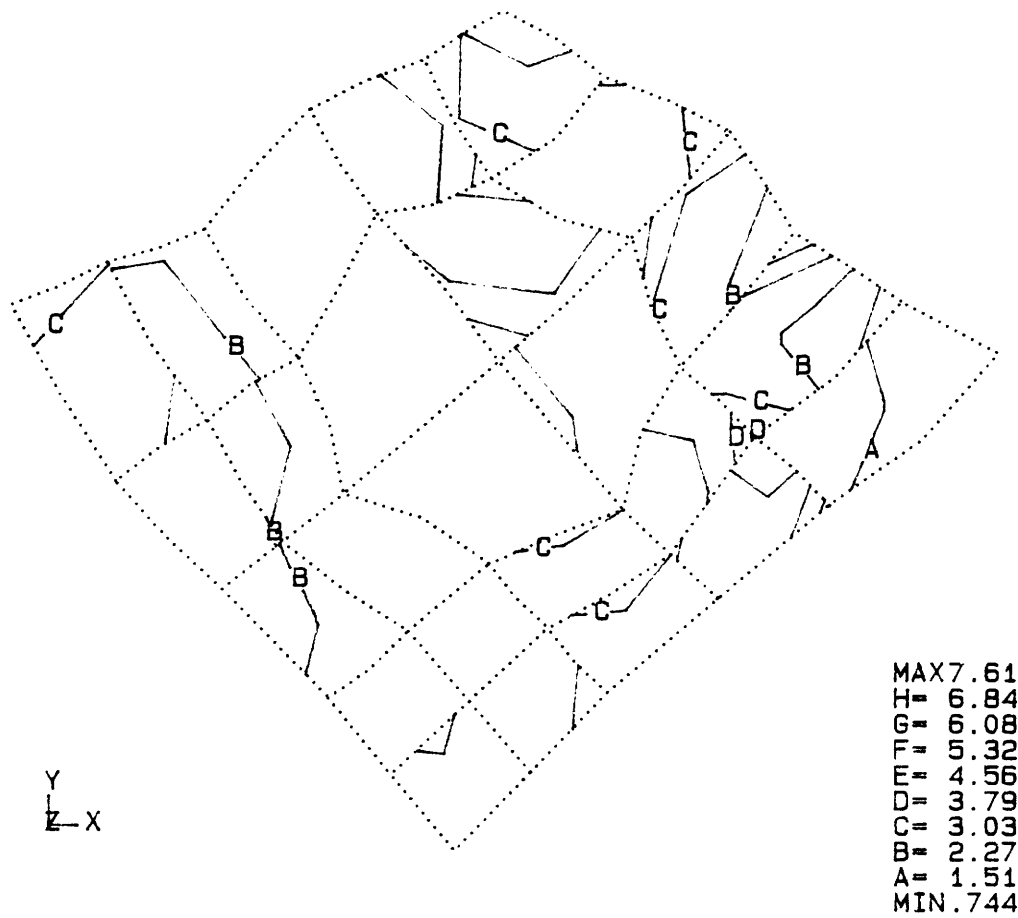 C
C
C
B
C
B
B
C
D D
A
B
C
B
C
MAX7.61
H= 6.84
G= 6.08
F= 5.32
Y
E= 4.56
D= 3.79
Z X
C= 3.03
B= 2.27
A= 1.51
MIN.744